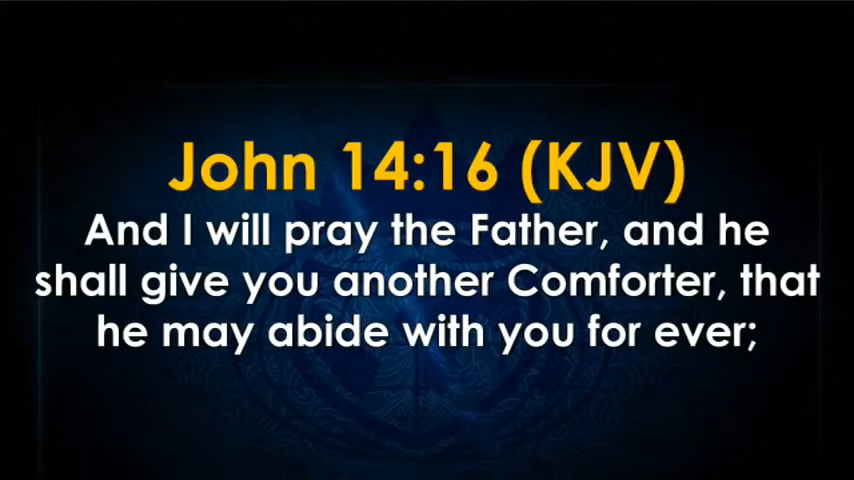 John 14:16 (KJV)
And I will pray the Father, and he
shall give you another Comforter, that
he may abide with you for ever;